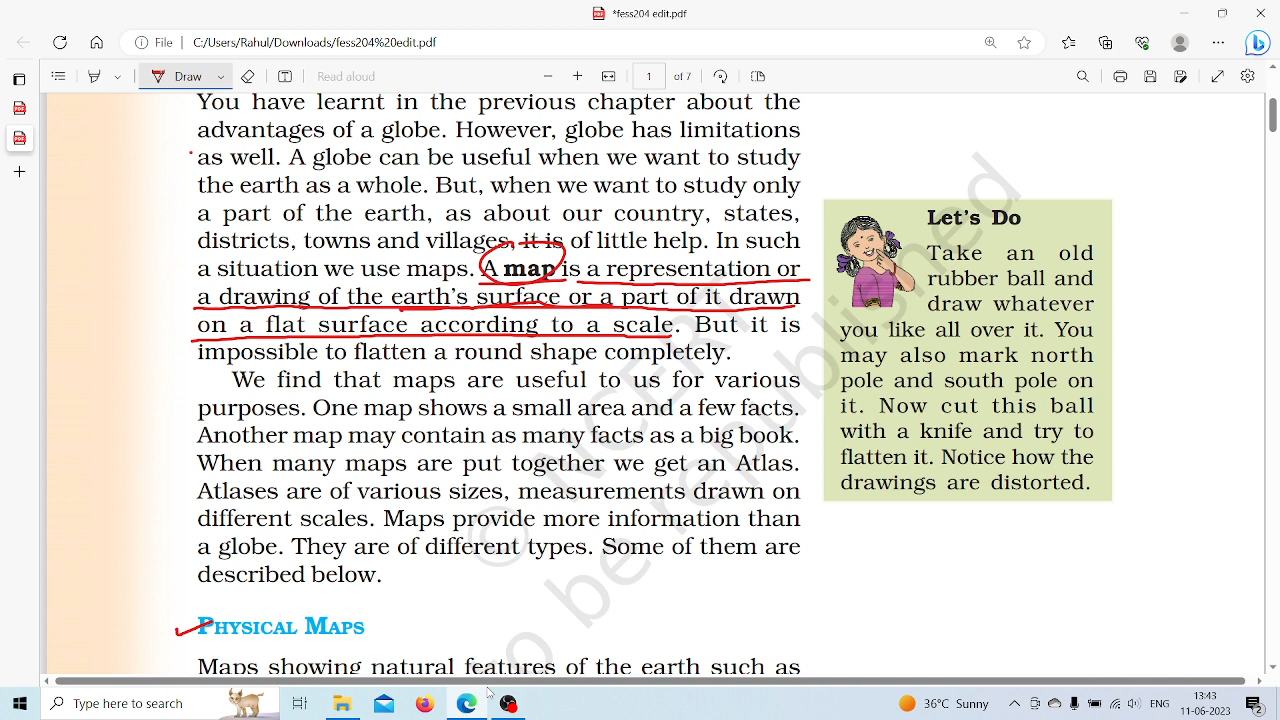 *fess204 edit.pdf
File
C:/Users/Rahul/Downloads/fess204%20edit.pdf
Draw
Read aloud
1
of 7
You have learnt in the previous chapter about the
advantages of a globe. However, globe has limitations
as well. A globe can be useful when we want to study
the earth as a whole. But, when we want to study only
a part of the earth, as about our country, states,
districts, towns and villages, it is of little help. In such
a situation we use maps. A map is a representation or
a drawing of the earth's surface or a part of it drawn
on a flat surface according to a scale. But it is
impossible to flatten a round shape completely.
We find that maps are useful to us for various
purposes. One map shows a small area and a few facts.
Another map may contain as many facts as a big book.
When many maps are put together we get an Atlas.
Atlases are of various sizes, measurements drawn on
different scales. Maps provide more information than
a globe. They are of different types. Some of them are
described below.
PHYSICAL MAPS
Maps showing natural features of the earth such as
Let's Do
Take an old
rubber ball and
draw whatever
you like all over it. You
may also mark north
pole and south pole on
it. Now cut this ball
with a knife and try to
flatten it. Notice how the
drawings are distorted.
© NCERT
o be republished
Type here to search
36°C Sunny
ENG
13:43
11-06-2023
2